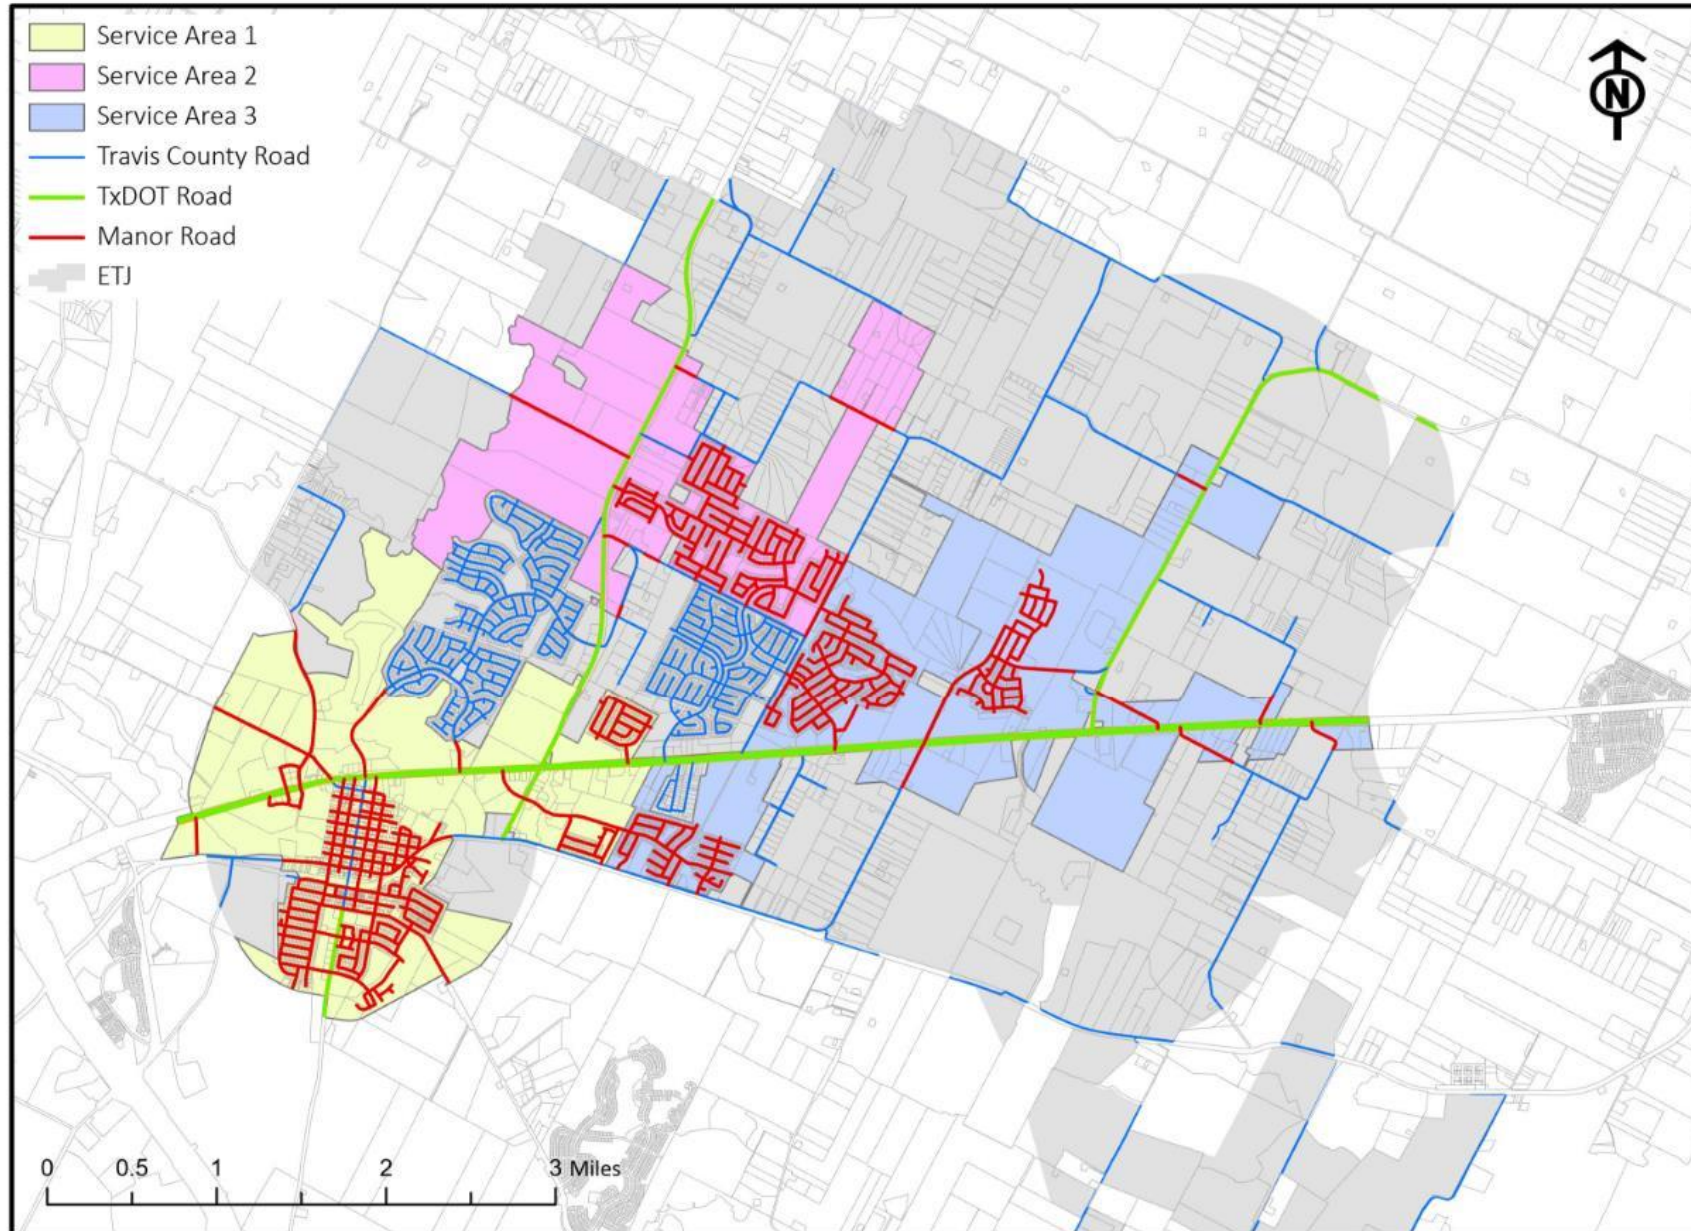 Service Area 1
Service Area 2
Service Area 3
Travis County Road
TxDOT Road
Manor Road
ETJ
N
0 0.5 1 2 3 Miles